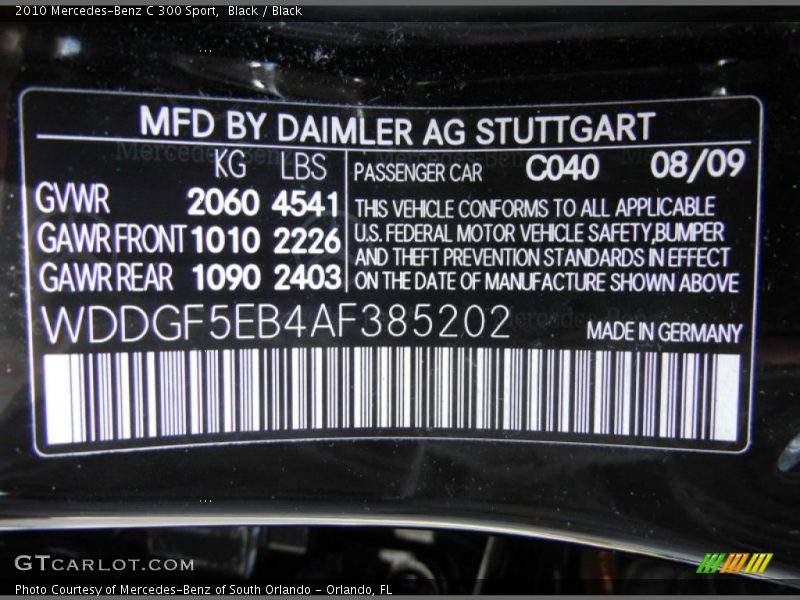 2010 Mercedes-Benz C 300 Sport, Black / Black
MFD BY DAIMLER AG STUTTGART
KG LBS
GVWR 2060 4541
GAWR FRONT 1010 2226
GAWR REAR 1090 2403
PASSENGER CAR C040 08/09
THIS VEHICLE CONFORMS TO ALL APPLICABLE
U.S. FEDERAL MOTOR VEHICLE SAFETY,BUMPER
AND THEFT PREVENTION STANDARDS IN EFFECT
ON THE DATE OF MANUFACTURE SHOWN ABOVE
WDDGF5EB4AF385202
MADE IN GERMANY
GTCARLOT.COM
Photo Courtesy of Mercedes-Benz of South Orlando - Orlando, FL